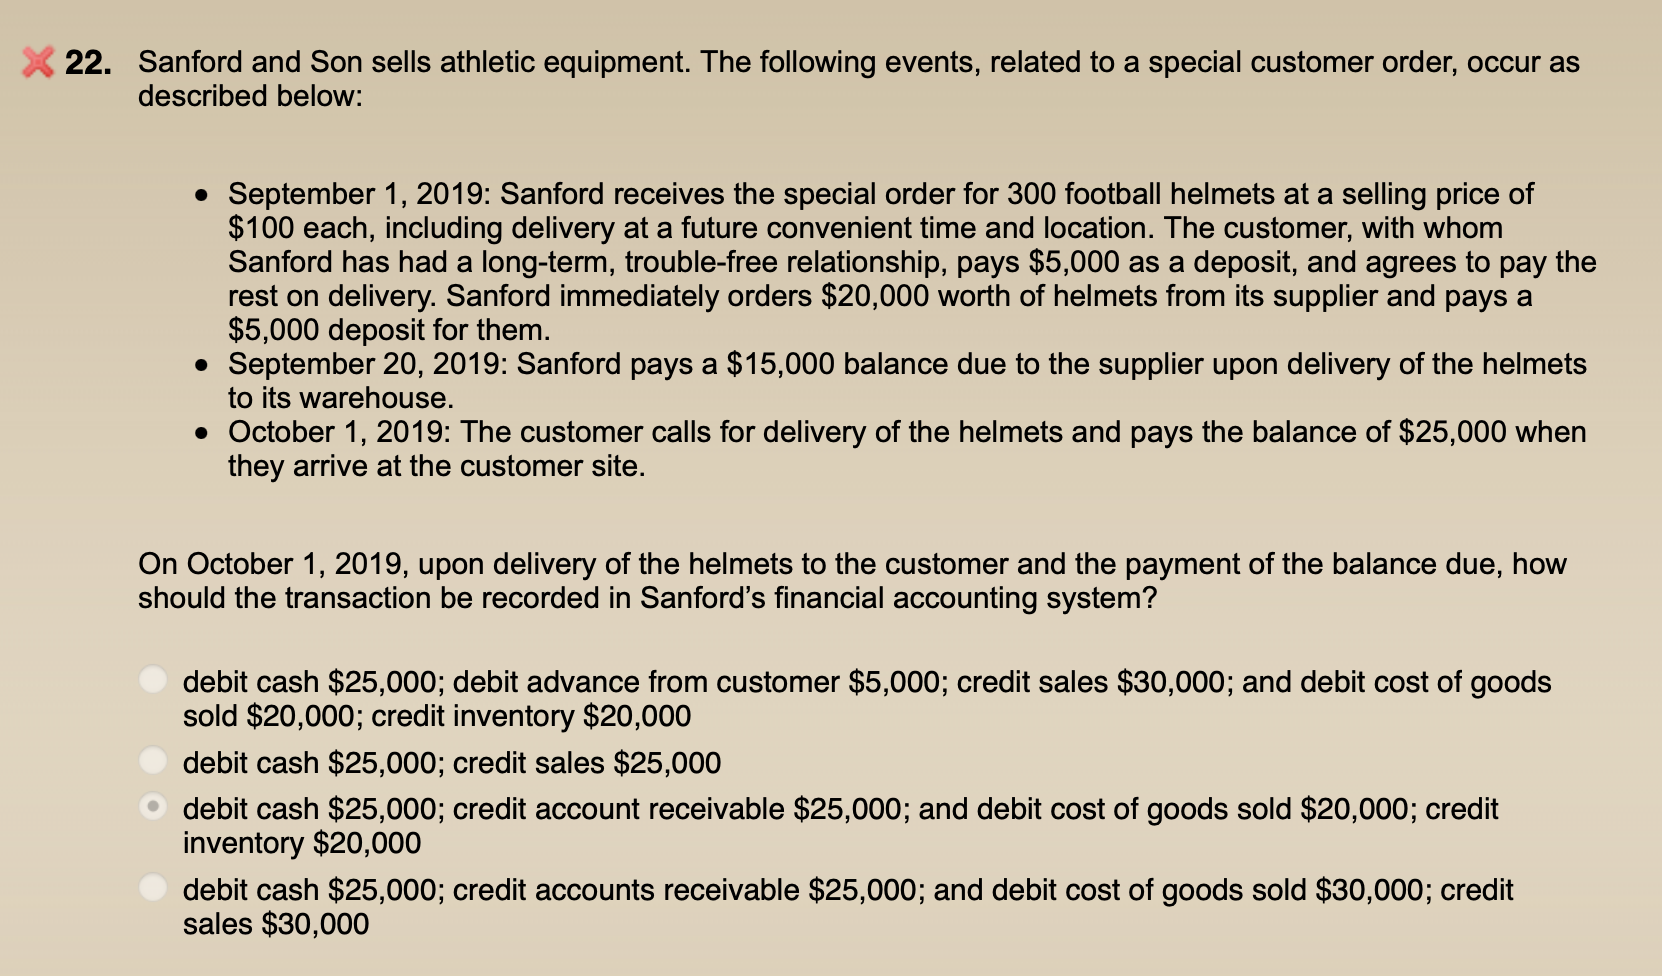 22. Sanford and Son sells athletic equipment. The following events, related to a special customer order, occur as
described below:
• September 1, 2019: Sanford receives the special order for 300 football helmets at a selling price of
$100 each, including delivery at a future convenient time and location. The customer, with whom
Sanford has had a long-term, trouble-free relationship, pays $5,000 as a deposit, and agrees to pay the
rest on delivery. Sanford immediately orders $20,000 worth of helmets from its supplier and pays a
$5,000 deposit for them.
• September 20, 2019: Sanford pays a $15,000 balance due to the supplier upon delivery of the helmets
to its warehouse.
• October 1, 2019: The customer calls for delivery of the helmets and pays the balance of $25,000 when
they arrive at the customer site.
On October 1, 2019, upon delivery of the helmets to the customer and the payment of the balance due, how
should the transaction be recorded in Sanford’s financial accounting system?
debit cash $25,000; debit advance from customer $5,000; credit sales $30,000; and debit cost of goods
sold $20,000; credit inventory $20,000
debit cash $25,000; credit sales $25,000
debit cash $25,000; credit account receivable $25,000; and debit cost of goods sold $20,000; credit
inventory $20,000
debit cash $25,000; credit accounts receivable $25,000; and debit cost of goods sold $30,000; credit
sales $30,000